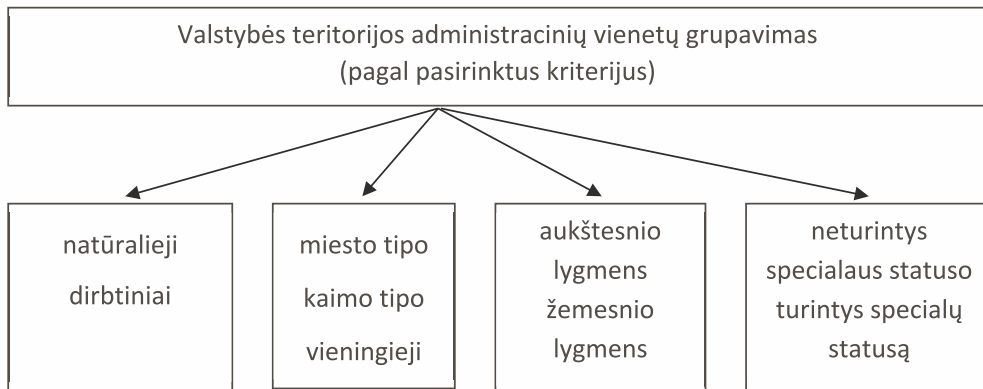 Valstybės teritorijos administracinių vienetų grupavimas
(pagal pasirinktus kriterijus)
natūralieji
dirbtiniai
miesto tipo
kaimo tipo
vieningieji
aukštesnio
lygmens
žemesnio
lygmens
neturintys
specialaus statuso
turintys specialų
statusą